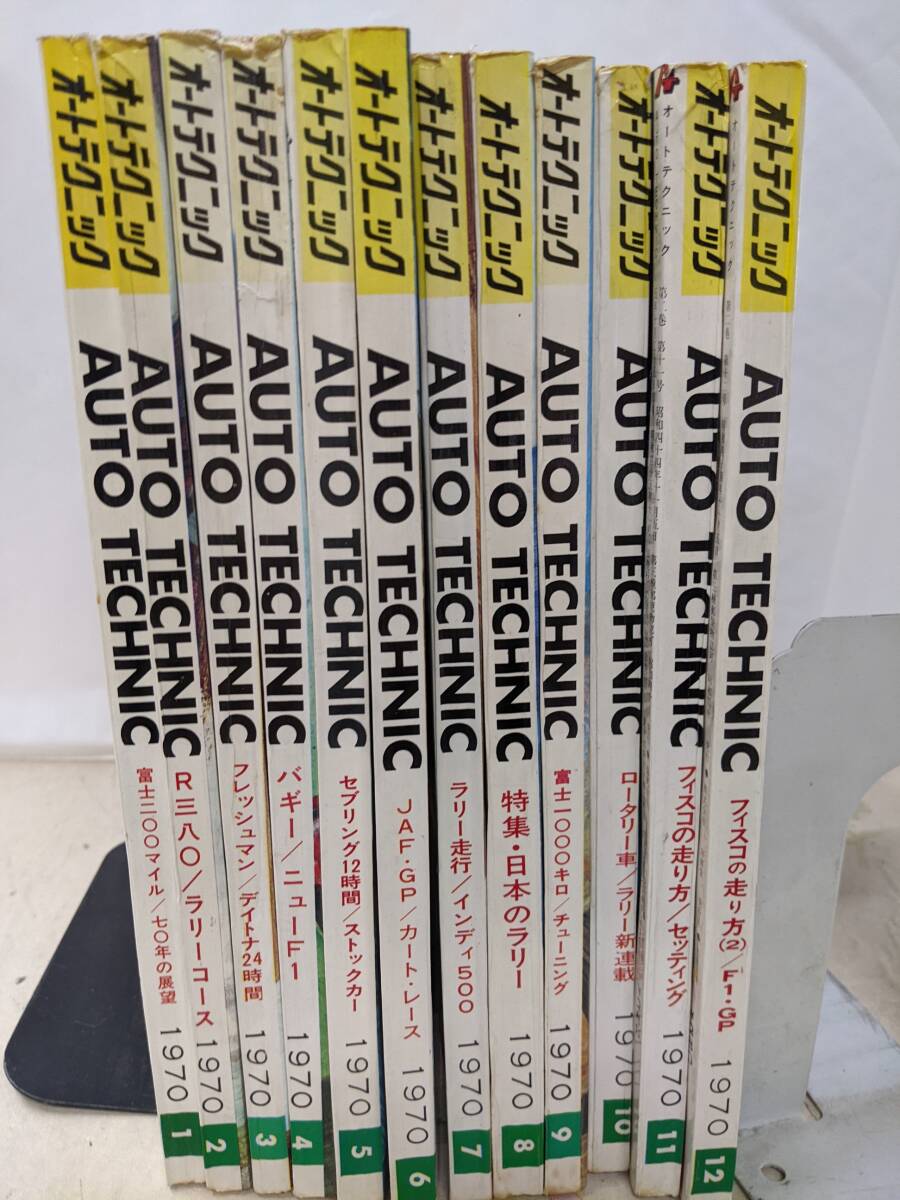 オートテクニック
AUTO TECHNIC
富士二〇〇マイル/七〇年の展望
1970
1
オートテクニック
AUTO TECHNIC
R三八〇/ラリーコース
1970
2
オートテクニック
AUTO TECHNIC
フレッシュマン/デイトナ24時間
1970
3
オートテクニック
AUTO TECHNIC
バギー/ニューF1
1970
4
オートテクニック
AUTO TECHNIC
セブリング12時間/ストックカー
1970
5
オートテクニック
AUTO TECHNIC
JAF・GP/カート・レース
1970
6
オートテクニック
AUTO TECHNIC
ラリー走行/インディ500
1970
7
オートテクニック
AUTO TECHNIC
特集・日本のラリー
1970
8
オートテクニック
AUTO TECHNIC
富士一〇〇〇キロ/チューニング
1970
9
オートテクニック
AUTO TECHNIC
ロータリー車/ラリー新連載
1970
10
オートテクニック 第二巻 第十一号
オートテクニック
AUTO TECHNIC
フィスコの走り方/セッティング
1970
11
オートテクニック
オートテクニック
AUTO TECHNIC
フィスコの走り方(2)/F1・GP
1970
12